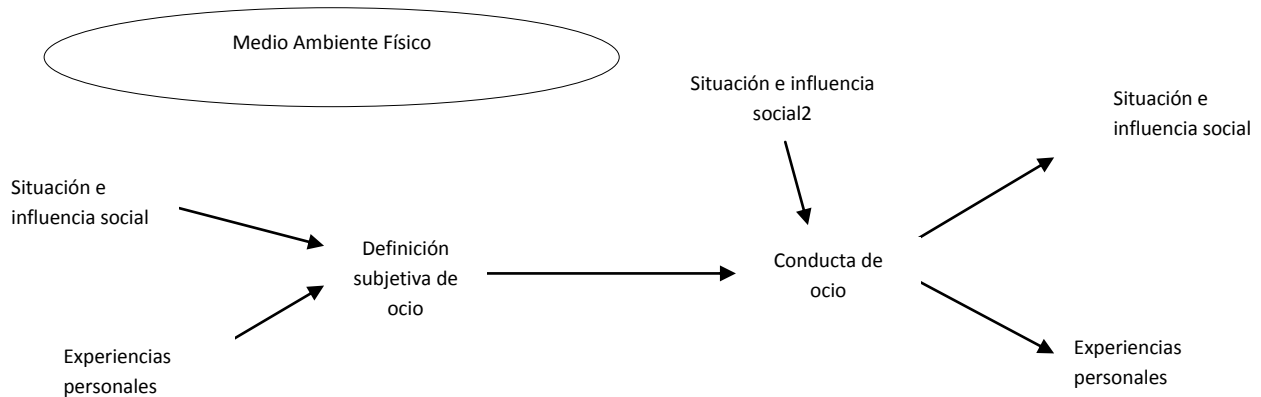 Medio Ambiente Físico
Situación e influencia
social2
Situación e
influencia social
Situación e
influencia social
Definición
subjetiva de
ocio
Conducta de
ocio
Experiencias
personales
Experiencias
personales